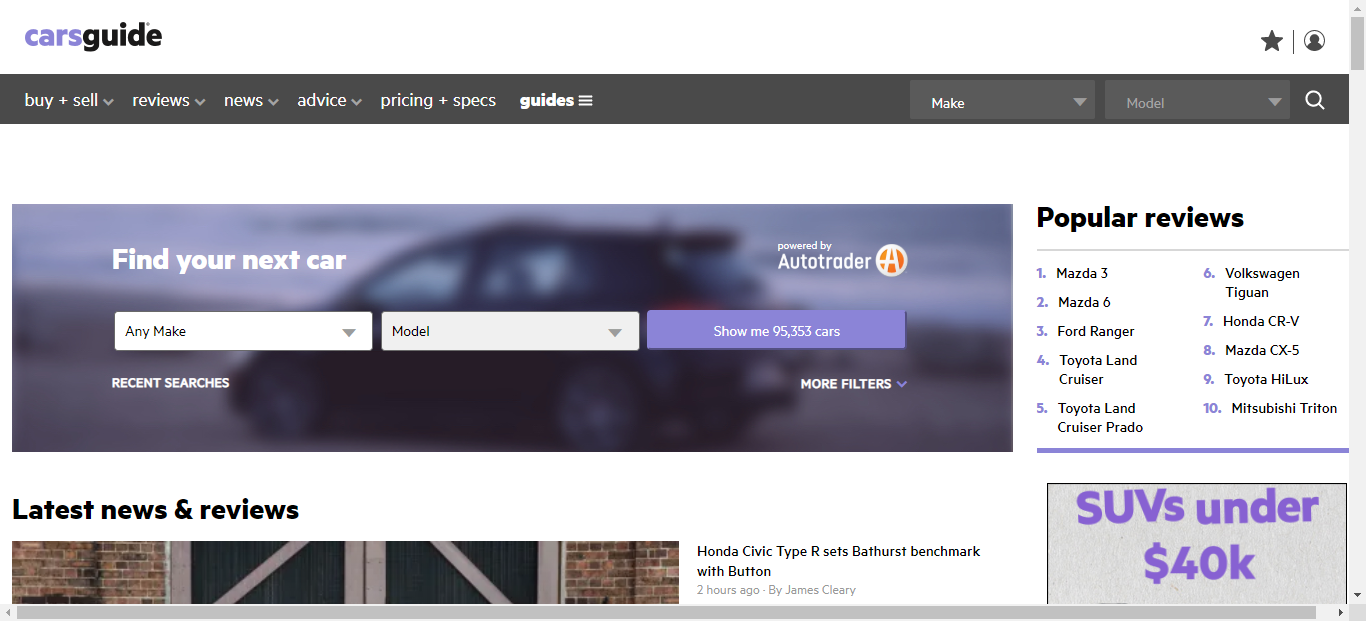 carsguide
buy + sell
reviews
news
advice
pricing + specs
guides
Make
Model
Find your next car
powered by
Autotrader
Any Make
Model
Show me 95,353 cars
RECENT SEARCHES
MORE FILTERS
Popular reviews
1. Mazda 3
2. Mazda 6
3. Ford Ranger
4. Toyota Land
Cruiser
5. Toyota Land
Cruiser Prado
6. Volkswagen
Tiguan
7. Honda CR-V
8. Mazda CX-5
9. Toyota HiLux
10. Mitsubishi Triton
Latest news & reviews
Honda Civic Type R sets Bathurst benchmark
with Button
2 hours ago · By James Cleary
SUVs under
$40k